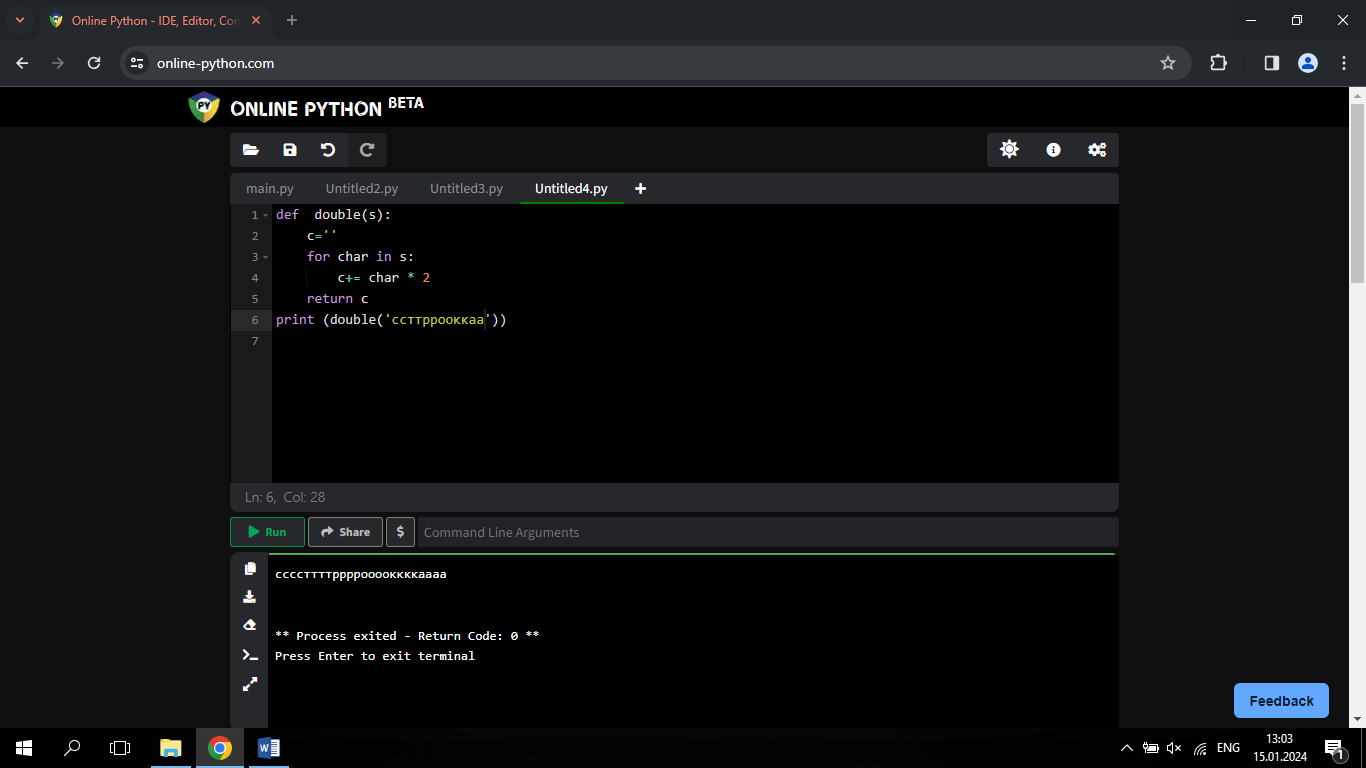 Online Python - IDE, Editor, Con
online-python.com
PY ONLINE PYTHON BETA
main.py Untitled2.py Untitled3.py Untitled4.py
1 def  double(s):
2 c=''
3 for char in s:
4 c+= char * 2
5 return c
6 print (double('ссттррооккаа'))
7
Ln: 6, Col: 28
Run Share $ Command Line Arguments
ссссттттррррооооккккаааа
** Process exited - Return Code: 0 **
Press Enter to exit terminal
Feedback
ENG 13:03
15.01.2024
1